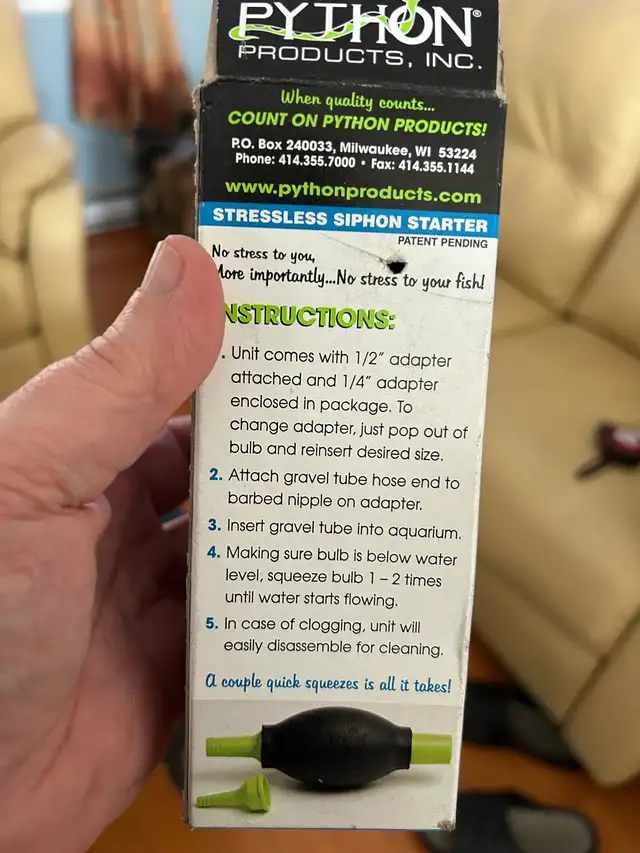 PYTHON®
PRODUCTS, INC.
When quality counts...
COUNT ON PYTHON PRODUCTS!
P.O. Box 240033, Milwaukee, WI 53224
Phone: 414.355.7000 • Fax: 414.355.1144
www.pythonproducts.com
STRESSLESS SIPHON STARTER
PATENT PENDING
No stress to you,
More importantly...No stress to your fish!
INSTRUCTIONS:
. Unit comes with 1/2″ adapter
attached and 1/4″ adapter
enclosed in package. To
change adapter, just pop out of
bulb and reinsert desired size.
2. Attach gravel tube hose end to
barbed nipple on adapter.
3. Insert gravel tube into aquarium.
4. Making sure bulb is below water
level, squeeze bulb 1 – 2 times
until water starts flowing.
5. In case of clogging, unit will
easily disassemble for cleaning.
A couple quick squeezes is all it takes!